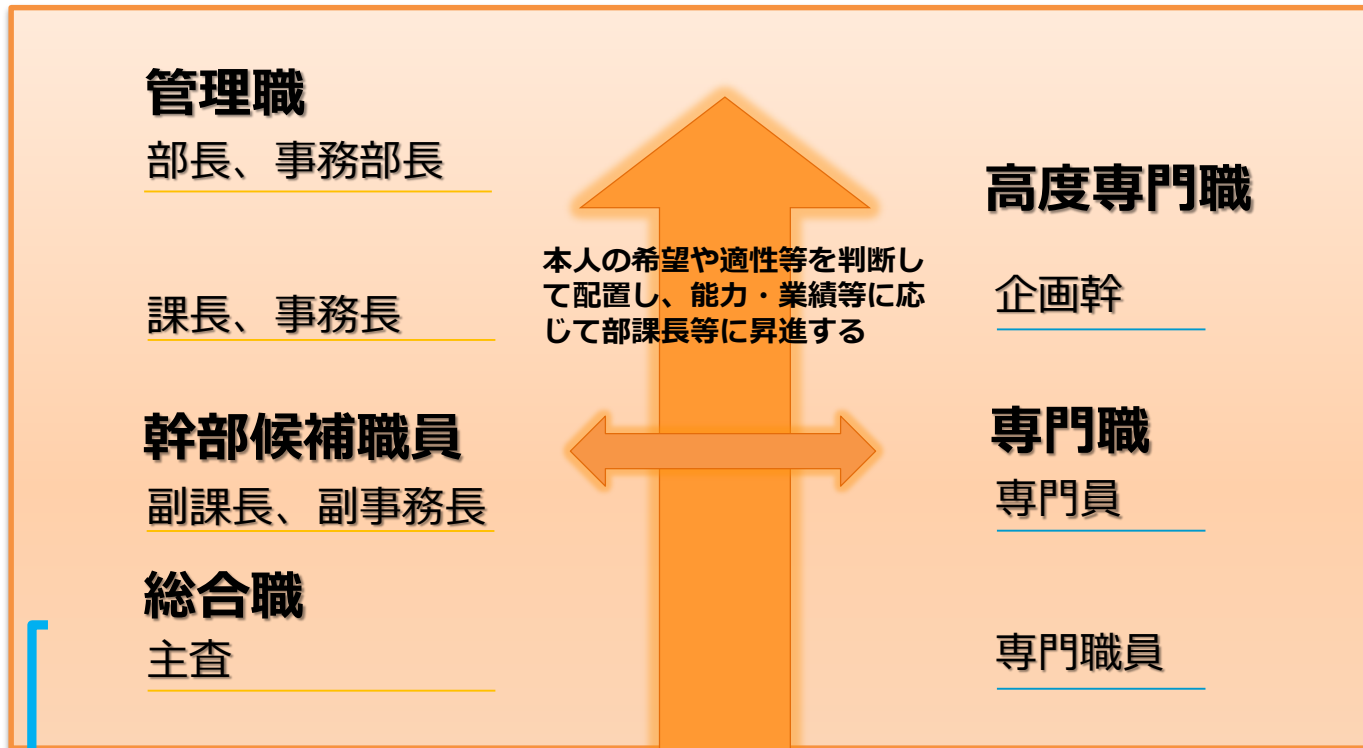 管理職
部長、事務部長
課長、事務長
幹部候補職員
副課長、副事務長
総合職
主査
本人の希望や適性等を判断し
て配置し、能力・業績等に応
じて部課長等に昇進する
高度専門職
企画幹
専門職
専門員
専門職員